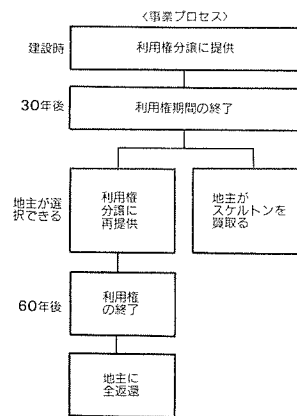 〈事業プロセス〉
建設時
利用権分譲に提供
30年後
利用権期間の終了
地主が選
択できる
利用権
分譲に
再提供
地主が
スケルトンを
買取る
60年後
利用権
の終了
地主に
全返還